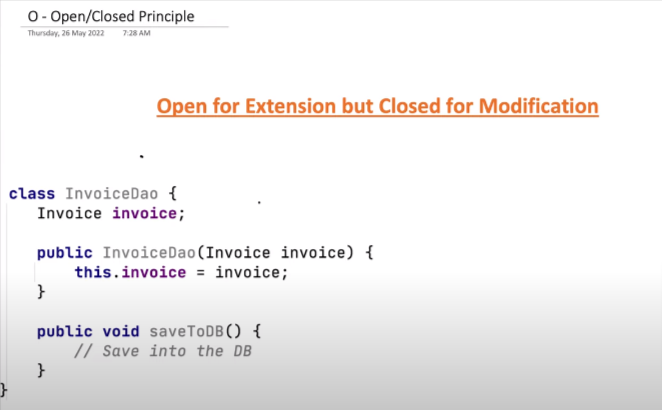 O - Open/Closed Principle
Thursday, 26 May 2022 7:28 AM
Open for Extension but Closed for Modification
class InvoiceDao {
Invoice invoice;
public InvoiceDao(Invoice invoice) {
this.invoice = invoice;
}
public void saveToDB() {
// Save into the DB
}
}